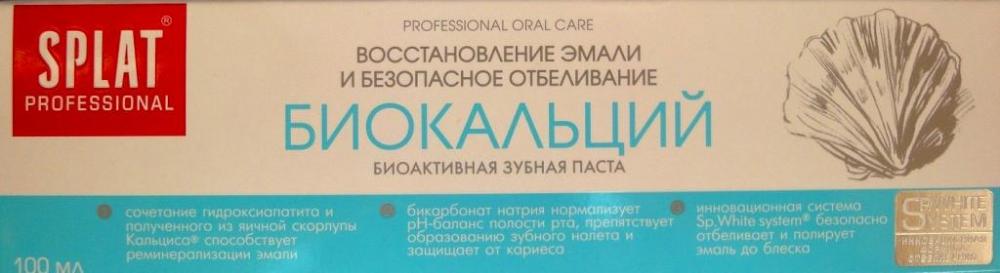 SPLAT®
PROFESSIONAL
PROFESSIONAL ORAL CARE
ВОССТАНОВЛЕНИЕ ЭМАЛИ
И БЕЗОПАСНОЕ ОТБЕЛИВАНИЕ
БИОКАЛЬЦИЙ
БИОАКТИВНАЯ ЗУБНАЯ ПАСТА
сочетание гидроксиапатита и
полученного из яичной скорлупы
Кальциса® способствует
реминерализации эмали
бикарбонат натрия нормализует
pH-баланс полости рта, препятствует
образованию зубного налета и
защищает от кариеса
инновационная система
Sp.White system® безопасно
отбеливает и полирует
эмаль до блеска
SP.WHITE
SYSTEM
ИННОВАЦИОННАЯ
100 мл